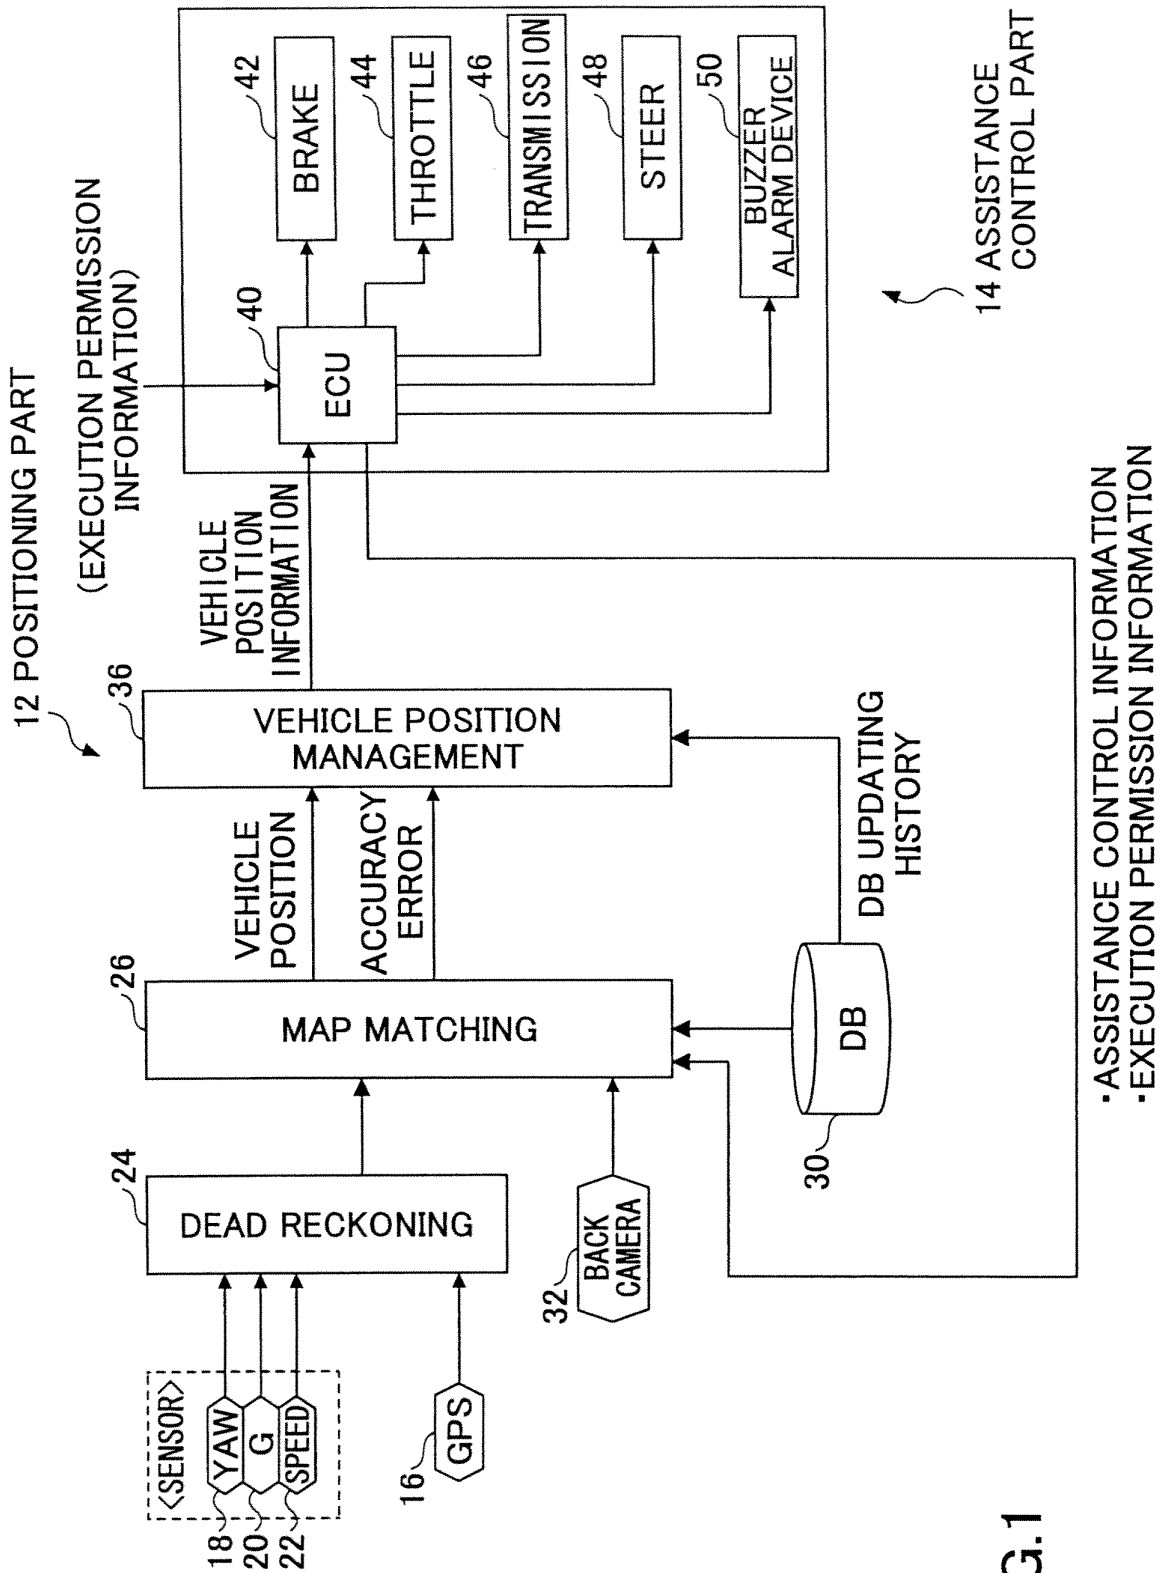 12 POSITIONING PART
(EXECUTION PERMISSION
INFORMATION)
<SENSOR>
YAW
18
G
20
SPEED
22
GPS
16
DEAD RECKONING
24
BACK
CAMERA
32
MAP MATCHING
26
DB
30
VEHICLE
POSITION
ACCURACY
ERROR
DB UPDATING
HISTORY
VEHICLE POSITION
MANAGEMENT
36
VEHICLE
POSITION
INFORMATION
ECU
40
BRAKE
42
THROTTLE
44
TRANSMISSION
46
STEER
48
BUZZER
ALARM DEVICE
50
14 ASSISTANCE
CONTROL PART
・ASSISTANCE CONTROL INFORMATION
・EXECUTION PERMISSION INFORMATION
G.1